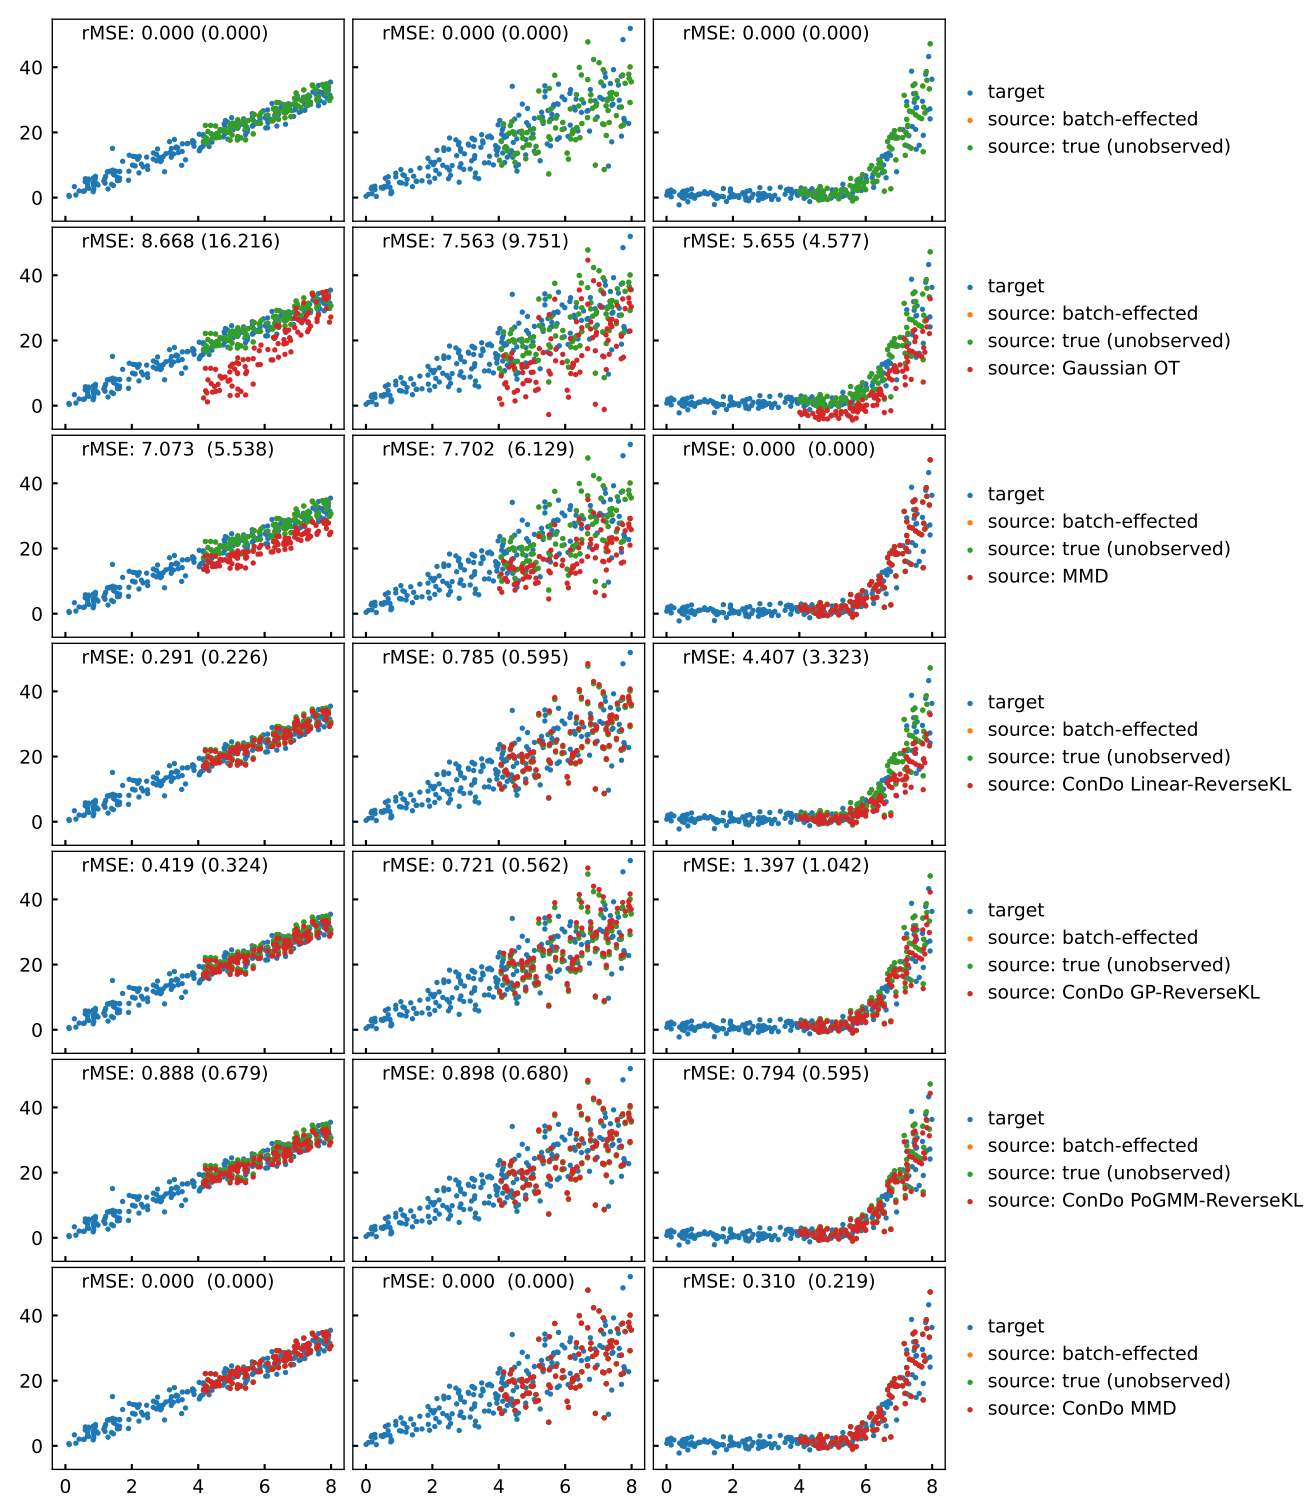 rMSE: 0.000 (0.000)
rMSE: 0.000 (0.000)
rMSE: 0.000 (0.000)
40
20
0
target
source: batch-effected
source: true (unobserved)
rMSE: 8.668 (16.216)
rMSE: 7.563 (9.751)
rMSE: 5.655 (4.577)
40
20
0
target
source: batch-effected
source: true (unobserved)
source: Gaussian OT
rMSE: 7.073  (5.538)
rMSE: 7.702  (6.129)
rMSE: 0.000  (0.000)
40
20
0
target
source: batch-effected
source: true (unobserved)
source: MMD
rMSE: 0.291 (0.226)
rMSE: 0.785 (0.595)
rMSE: 4.407 (3.323)
40
20
0
target
source: batch-effected
source: true (unobserved)
source: ConDo Linear-ReverseKL
rMSE: 0.419 (0.324)
rMSE: 0.721 (0.562)
rMSE: 1.397 (1.042)
40
20
0
target
source: batch-effected
source: true (unobserved)
source: ConDo GP-ReverseKL
rMSE: 0.888 (0.679)
rMSE: 0.898 (0.680)
rMSE: 0.794 (0.595)
40
20
0
target
source: batch-effected
source: true (unobserved)
source: ConDo PoGMM-ReverseKL
rMSE: 0.000  (0.000)
rMSE: 0.000  (0.000)
rMSE: 0.310  (0.219)
40
20
0
target
source: batch-effected
source: true (unobserved)
source: ConDo MMD
0 2 4 6 8
0 2 4 6 8
0 2 4 6 8